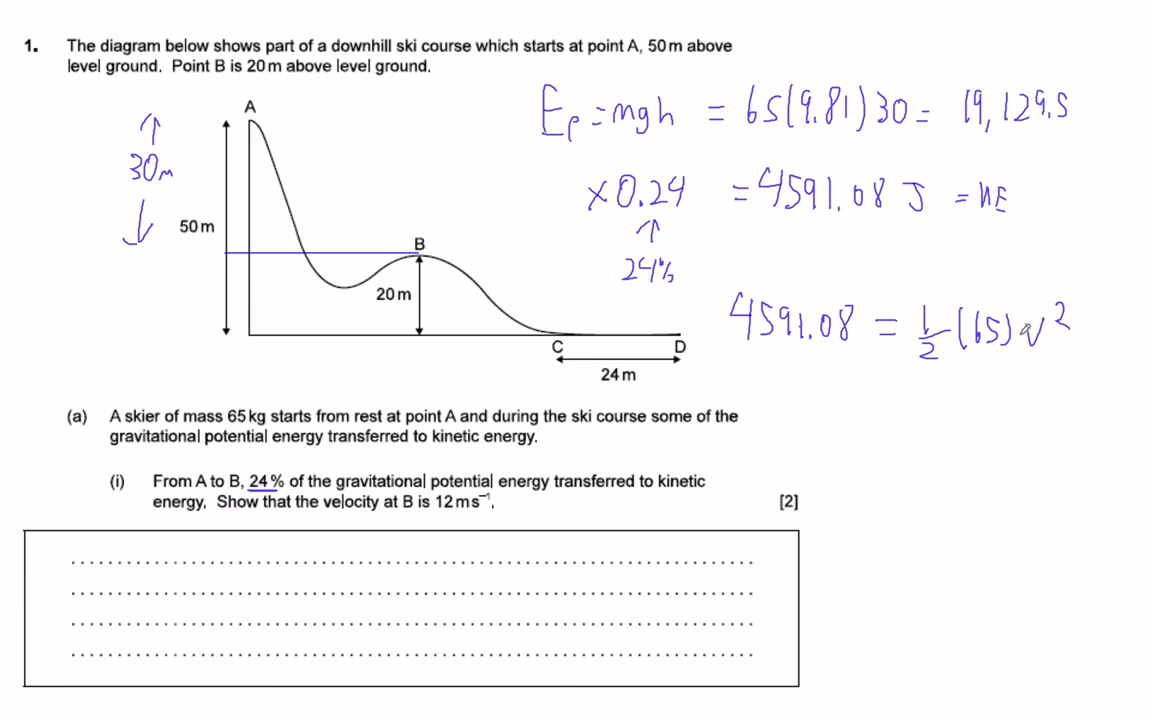 1. The diagram below shows part of a downhill ski course which starts at point A, 50 m above
level ground. Point B is 20 m above level ground.
A
30m
50 m
B
20 m
C
D
24 m
Ep = mgh = 65(9.81)30 = 19,129.5
×0.24 = 4591.08 J = KE
24%
4591.08 = 1/2 (65) v²
(a) A skier of mass 65 kg starts from rest at point A and during the ski course some of the
gravitational potential energy transferred to kinetic energy.
(i) From A to B, 24 % of the gravitational potential energy transferred to kinetic
energy. Show that the velocity at B is 12 m s⁻¹. [2]